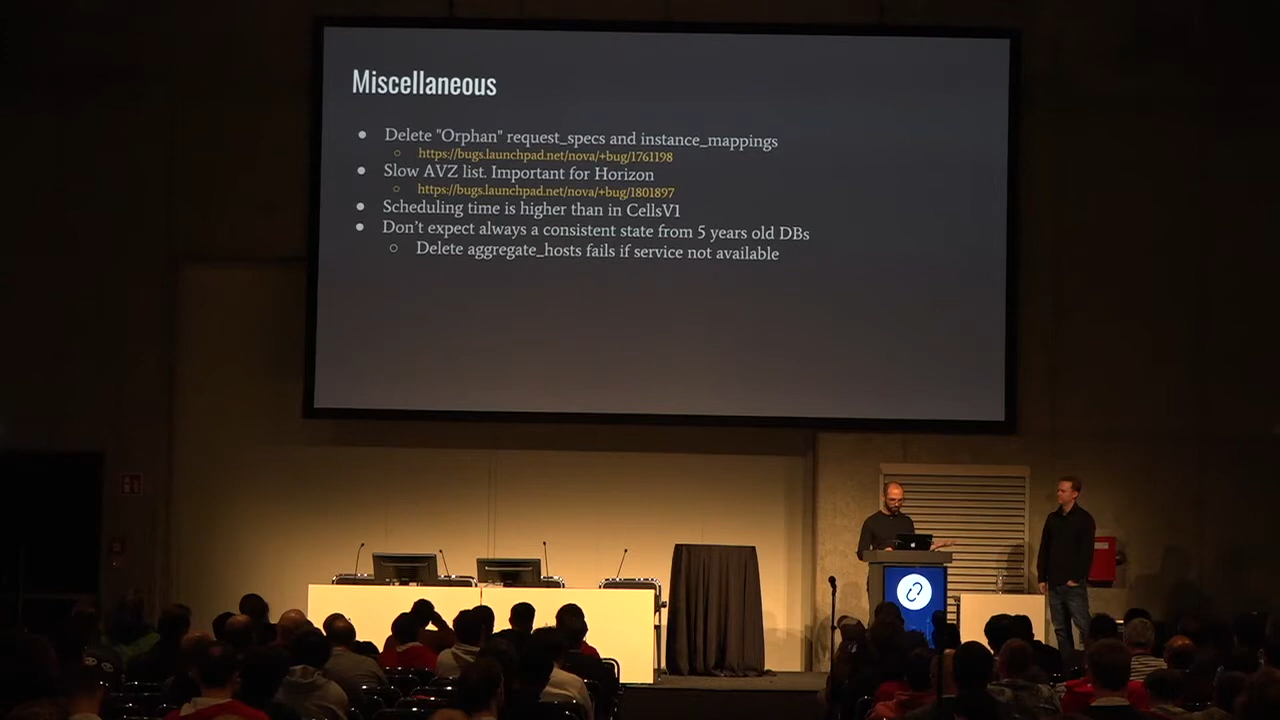 Miscellaneous
● Delete "Orphan" request_specs and instance_mappings
○ https://bugs.launchpad.net/nova/+bug/1761198
● Slow AVZ list. Important for Horizon
○ https://bugs.launchpad.net/nova/+bug/1801897
● Scheduling time is higher than in CellsV1
● Don't expect always a consistent state from 5 years old DBs
○ Delete aggregate_hosts fails if service not available